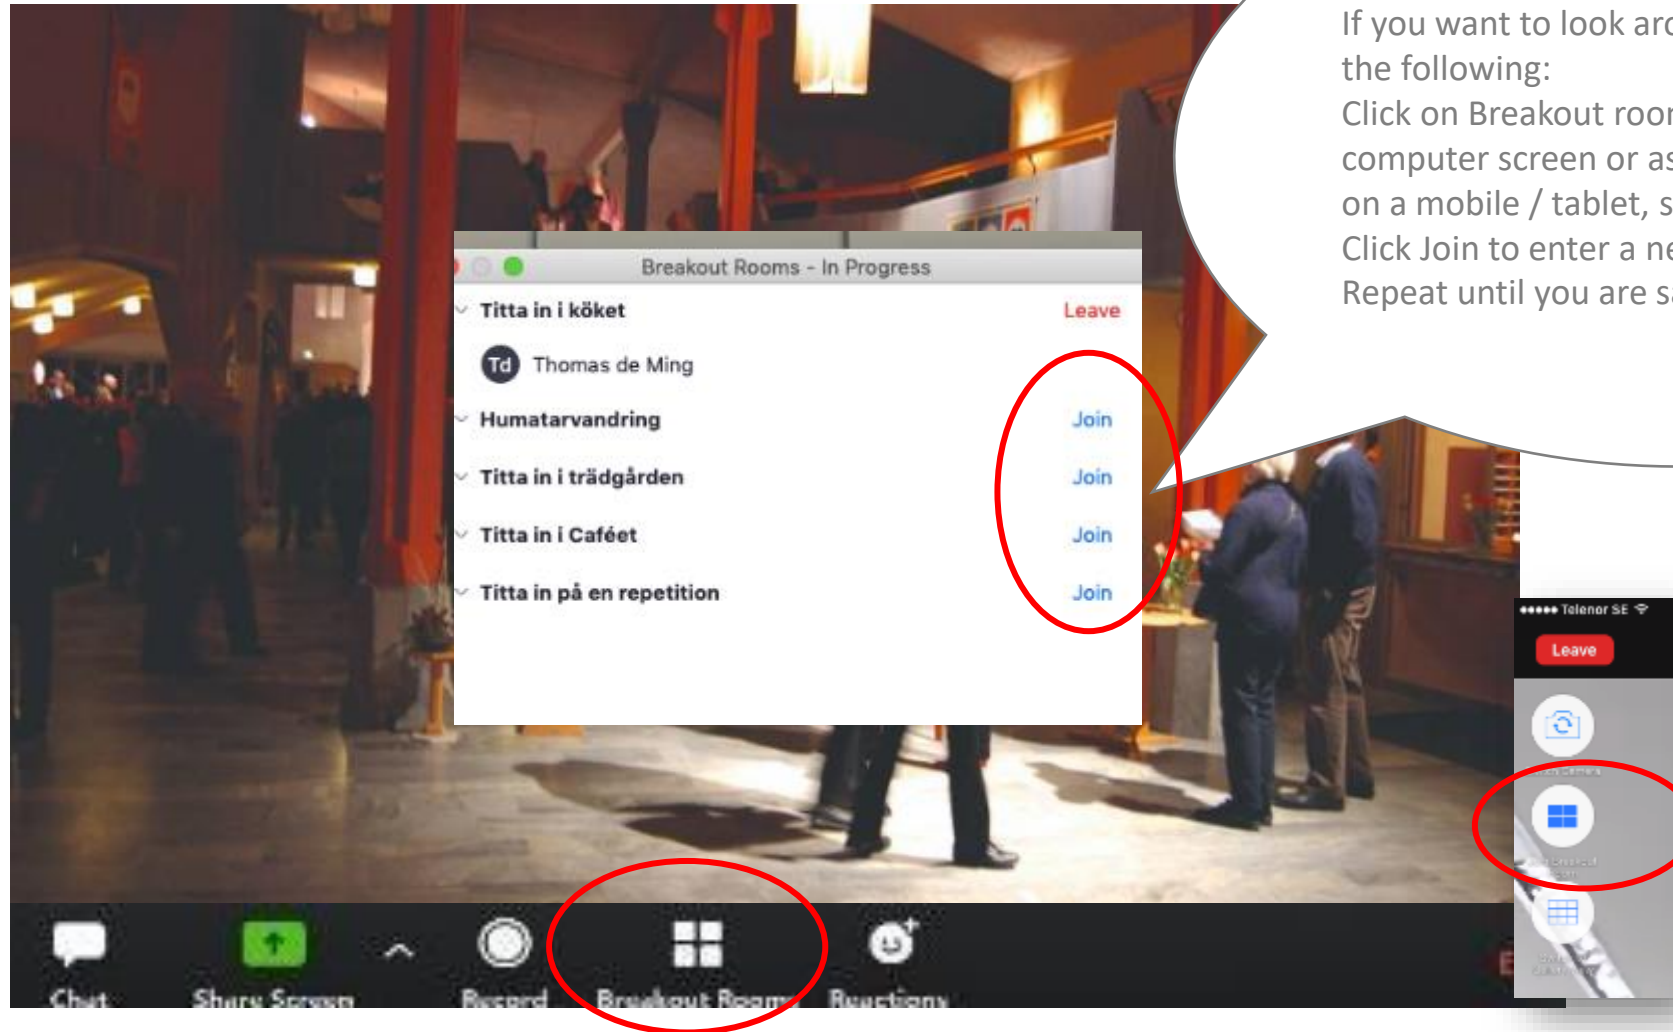 If you want to look
the following:
Click on Breakout
computer screen or
on a mobile / tablet,
Click Join to enter a
Repeat until you are
Breakout Rooms - In Progress
Titta in i köket Leave
Td Thomas de Ming
Humatarvandring Join
Titta in i trädgården Join
Titta in i Caféet Join
Titta in på en repetition Join
Telenor SE
Leave
Chat Share Screen Record Breakout Rooms Reactions